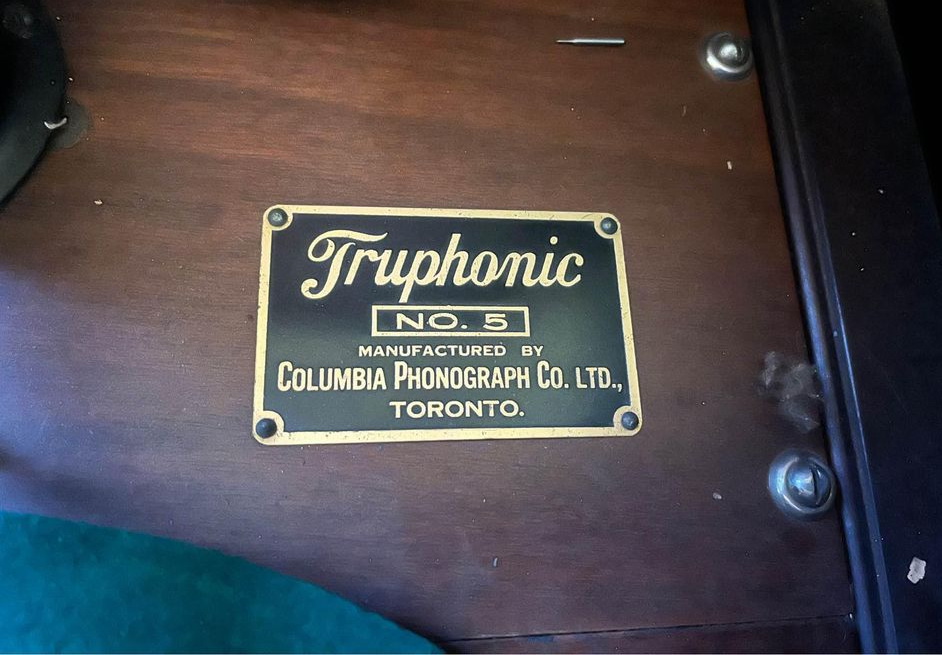 Truphonic
NO. 5
MANUFACTURED BY
COLUMBIA PHONOGRAPH CO. LTD.,
TORONTO.